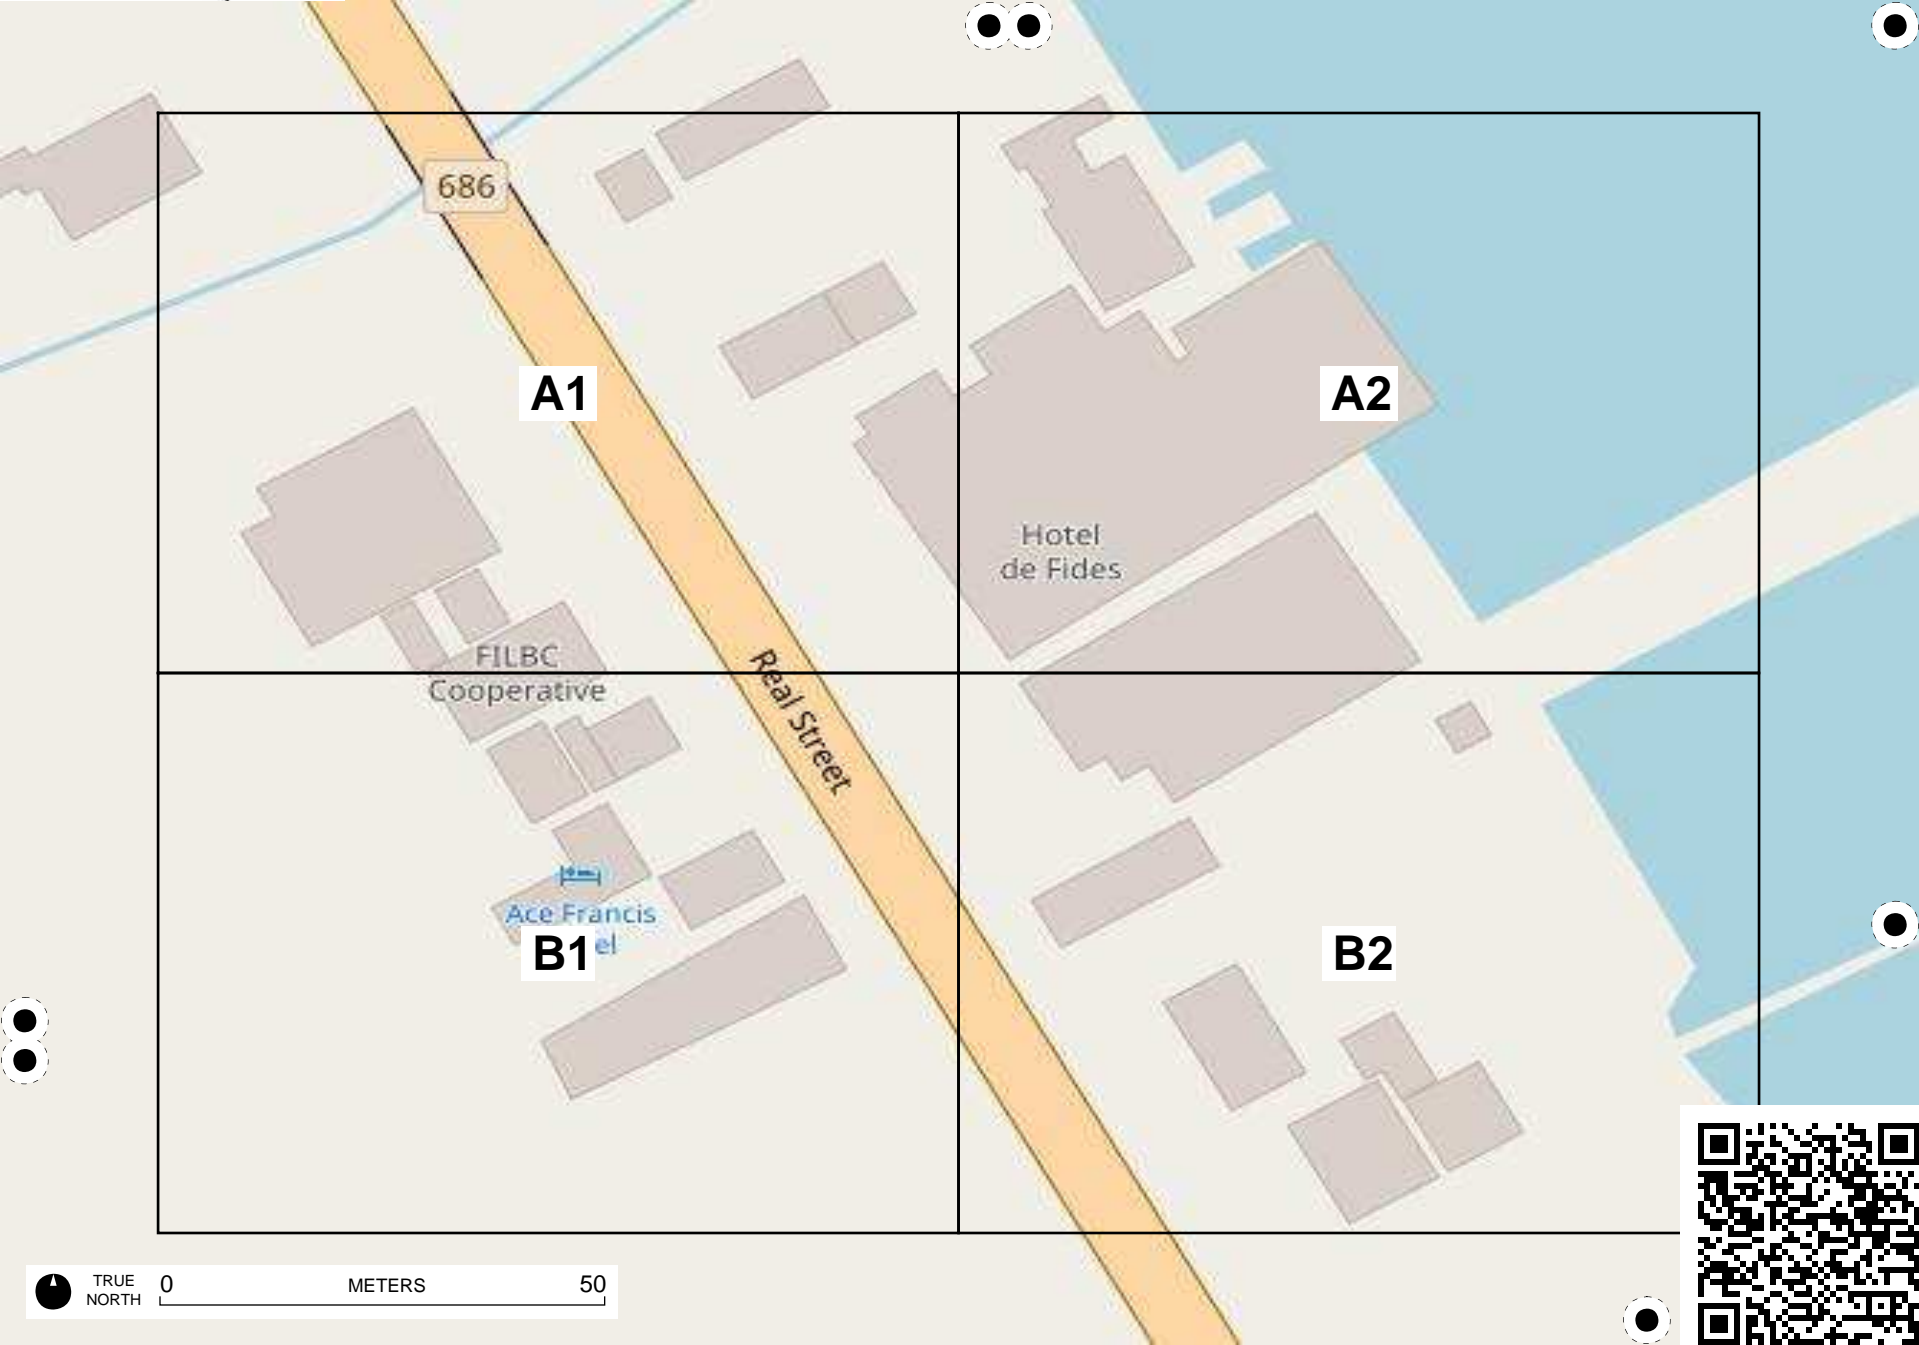 686
A1
A2
Hotel
de Fides
FILBC
Cooperative
Real Street
Ace Francis
el
B1
B2
TRUE
NORTH
0
METERS
50